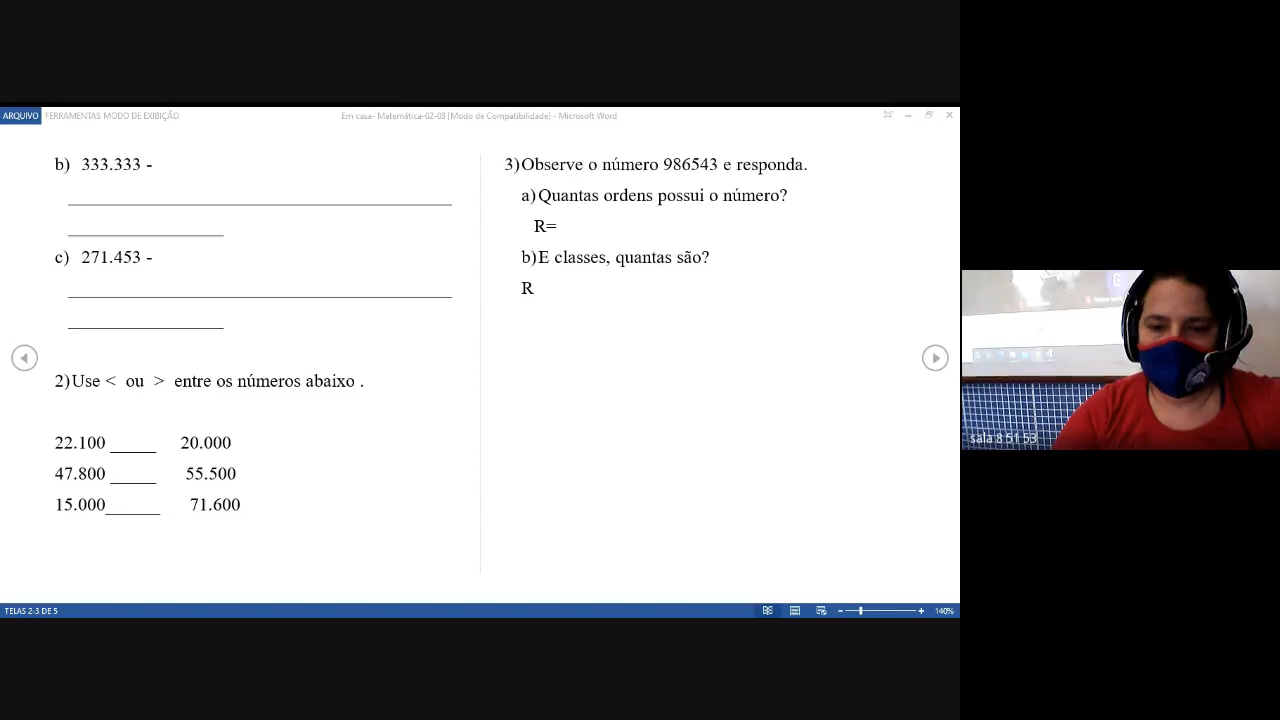 ARQUIVO FERRAMENTAS MODO DE EXIBIÇÃO
Em casa- Matemática-02-03 [Modo de Compatibilidade] - Microsoft Word
b) 333.333 -
c) 271.453 -
2)Use < ou > entre os números abaixo .
22.100 _____ 20.000
47.800 _____ 55.500
15.000______ 71.600
3)Observe o número 986543 e responda.
a)Quantas ordens possui o número?
R=
b)E classes, quantas são?
R
sala 8 51 53
TELAS 2-3 DE 5
140%